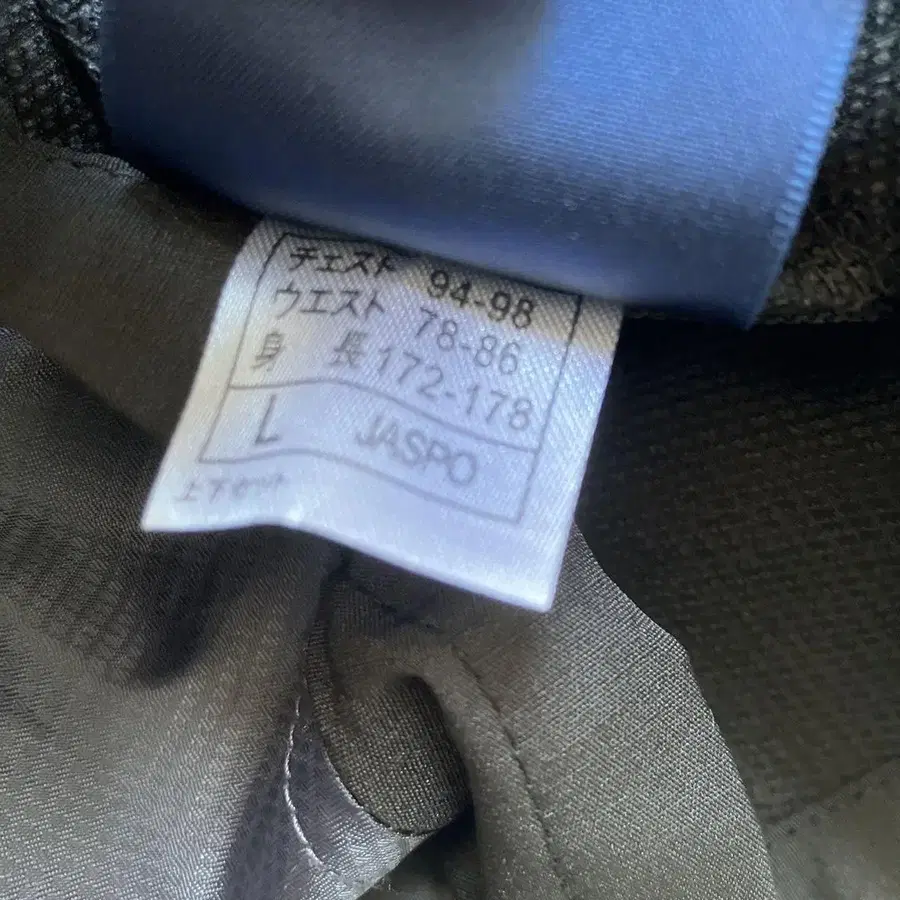 チェスト 94-98
ウエスト 78-86
身長 172-178
L JASPO
上下セット